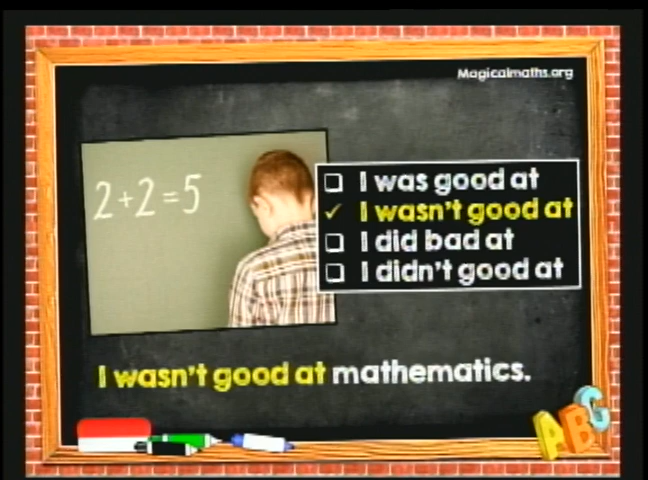 Magicalmaths.org
2+2=5
I was good at
✓ I wasn't good at
I did bad at
I didn't good at
I wasn't good at mathematics.
ABC